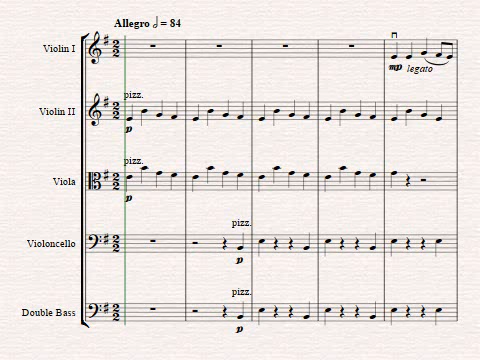 Allegro 𝅗𝅥 = 84
Violin I
mp legato
pizz.
Violin II
p
pizz.
Viola
p
pizz.
Violoncello
p
pizz.
Double Bass
p